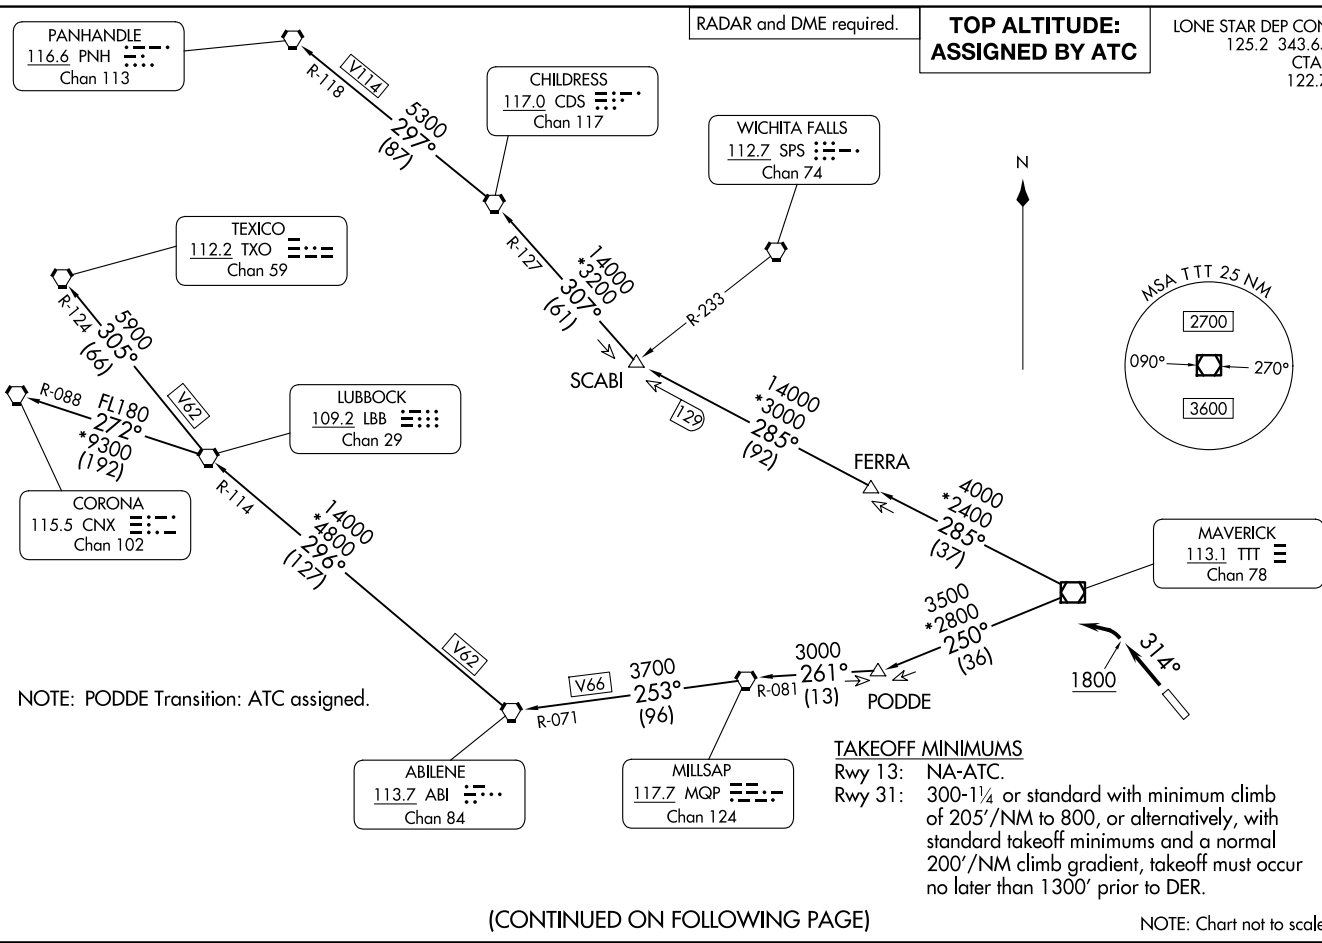 RADAR and DME required.
TOP ALTITUDE:
ASSIGNED BY ATC
LONE STAR DEP CON
125.2 343.65
CTA
122.7
PANHANDLE
116.6 PNH
Chan 113
R-118
V114
5300
297°
(87)
CHILDRESS
117.0 CDS
Chan 117
WICHITA FALLS
112.7 SPS
Chan 74
N
TEXICO
112.2 TXO
Chan 59
R-127
14000
*3200
307°
(61)
R-233
MSA TTT 25 NM
2700
090°
270°
3600
R-124
5900
305°
(66)
V62
SCABI
129
14000
*3000
285°
(92)
R-088
FL180
272°
*9300
(192)
LUBBOCK
109.2 LBB
Chan 29
FERRA
R-114
4000
*2400
285°
(37)
CORONA
115.5 CNX
Chan 102
14000
*4800
296°
(127)
MAVERICK
113.1 TTT
Chan 78
3500
*2800
250°
(36)
314°
1800
V62
3000
261°
(13)
R-081
PODDE
V66
3700
253°
(96)
R-071
NOTE: PODDE Transition: ATC assigned.
ABILENE
113.7 ABI
Chan 84
MILLSAP
117.7 MQP
Chan 124
TAKEOFF MINIMUMS
Rwy 13: NA-ATC.
Rwy 31: 300-1¼ or standard with minimum climb
of 205'/NM to 800, or alternatively, with
standard takeoff minimums and a normal
200'/NM climb gradient, takeoff must occur
no later than 1300' prior to DER.
(CONTINUED ON FOLLOWING PAGE)
NOTE: Chart not to scale